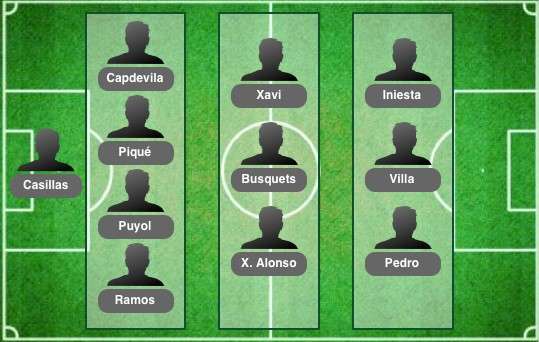 Casillas
Capdevila
Piqué
Puyol
Ramos
Xavi
Busquets
X. Alonso
Iniesta
Villa
Pedro